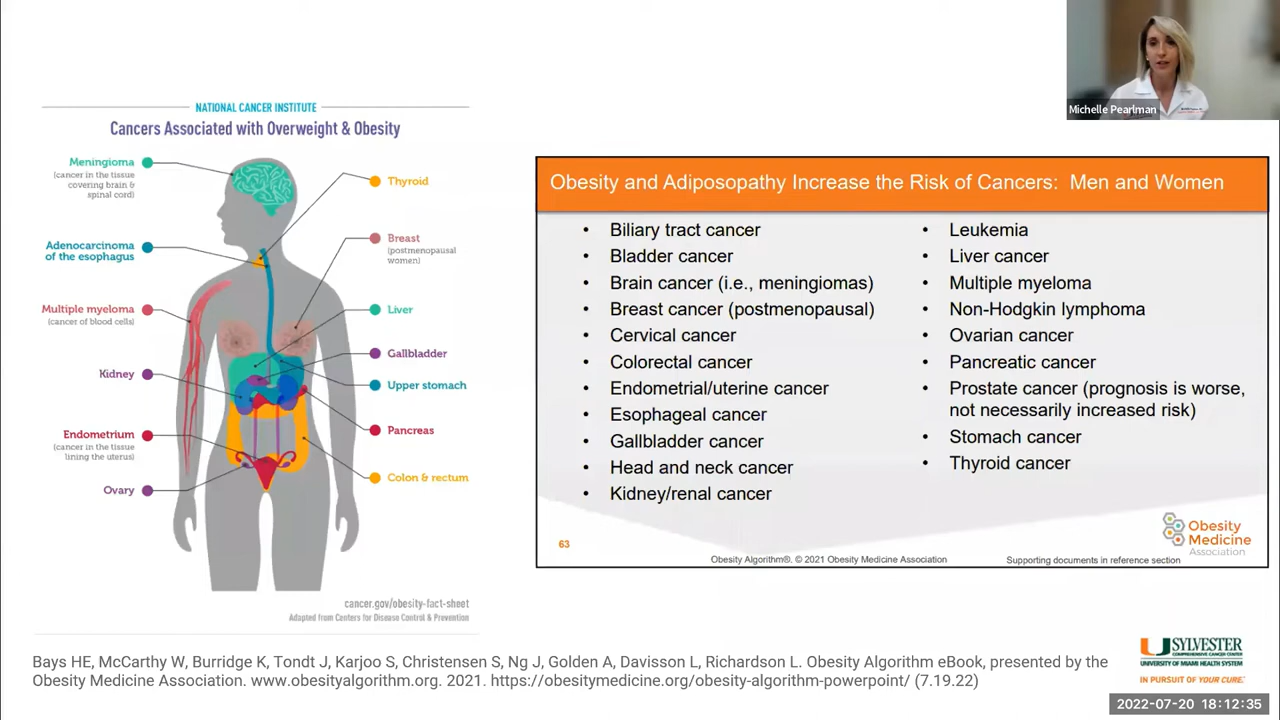 Michelle Pearlman
NATIONAL CANCER INSTITUTE
Cancers Associated with Overweight & Obesity
Meningioma
(cancer in the tissue
covering brain &
spinal cord)
Adenocarcinoma
of the esophagus
Multiple myeloma
(cancer of blood cells)
Kidney
Endometrium
(cancer in the tissue
lining the uterus)
Ovary
Thyroid
Breast
(postmenopausal
women)
Liver
Gallbladder
Upper stomach
Pancreas
Colon & rectum
cancer.gov/obesity-fact-sheet
Adapted from Centers for Disease Control & Prevention
Obesity and Adiposopathy Increase the Risk of Cancers: Men and Women
• Biliary tract cancer
• Bladder cancer
• Brain cancer (i.e., meningiomas)
• Breast cancer (postmenopausal)
• Cervical cancer
• Colorectal cancer
• Endometrial/uterine cancer
• Esophageal cancer
• Gallbladder cancer
• Head and neck cancer
• Kidney/renal cancer
• Leukemia
• Liver cancer
• Multiple myeloma
• Non-Hodgkin lymphoma
• Ovarian cancer
• Pancreatic cancer
• Prostate cancer (prognosis is worse,
not necessarily increased risk)
• Stomach cancer
• Thyroid cancer
63
Obesity Algorithm®. © 2021 Obesity Medicine Association
Supporting documents in reference section
Obesity
Medicine
Association
Bays HE, McCarthy W, Burridge K, Tondt J, Karjoo S, Christensen S, Ng J, Golden A, Davisson L, Richardson L. Obesity Algorithm eBook, presented by the
Obesity Medicine Association. www.obesityalgorithm.org. 2021. https://obesitymedicine.org/obesity-algorithm-powerpoint/ (7.19.22)
SYLVESTER
COMPREHENSIVE CANCER CENTER
UNIVERSITY OF MIAMI HEALTH SYSTEM
IN PURSUIT OF YOUR CURE.
2022-07-20 18:12:35